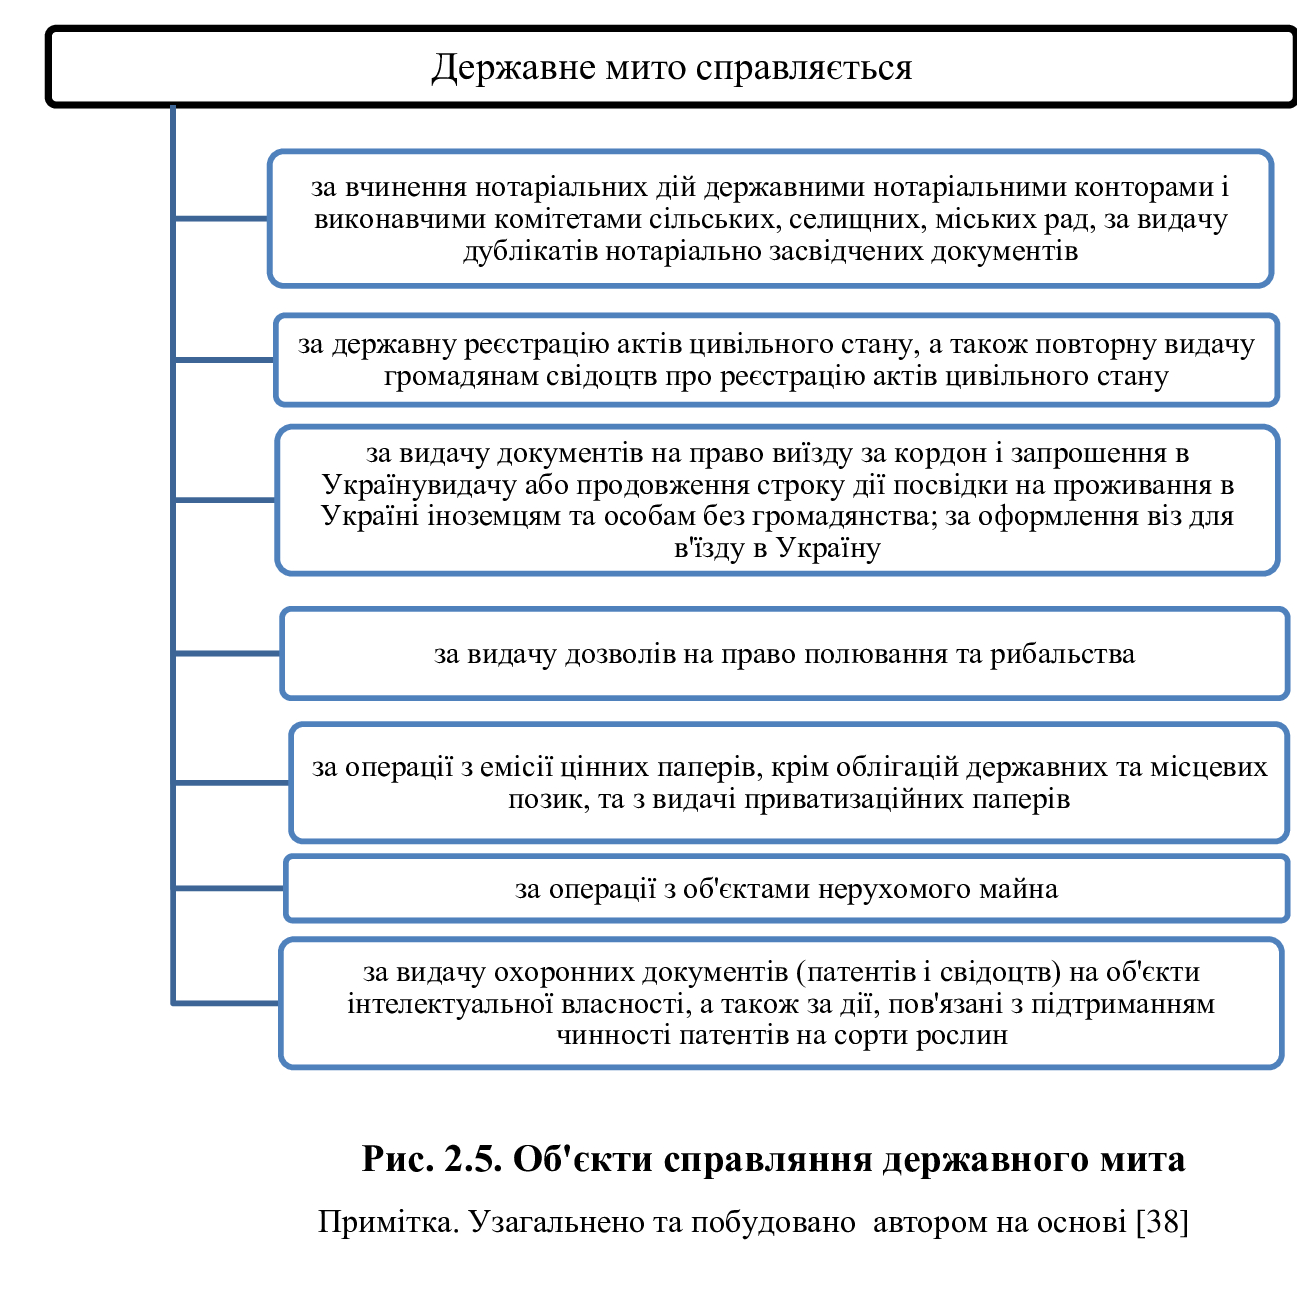 Державне мито справляється
за вчинення нотаріальних дій державними нотаріальними конторами і
виконавчими комітетами сільських, селищних, міських рад, за видачу
дублікатів нотаріально засвідчених документів
за державну реєстрацію актів цивільного стану, а також повторну видачу
громадянам свідоцтв про реєстрацію актів цивільного стану
за видачу документів на право виїзду за кордон і запрошення в
Українувидачу або продовження строку дії посвідки на проживання в
Україні іноземцям та особам без громадянства; за оформлення віз для
в'їзду в Україну
за видачу дозволів на право полювання та рибальства
за операції з емісії цінних паперів, крім облігацій державних та місцевих
позик, та з видачі приватизаційних паперів
за операції з об'єктами нерухомого майна
за видачу охоронних документів (патентів і свідоцтв) на об'єкти
інтелектуальної власності, а також за дії, пов'язані з підтриманням
чинності патентів на сорти рослин
Рис. 2.5. Об'єкти справляння державного мита
Примітка. Узагальнено та побудовано  автором на основі [38]